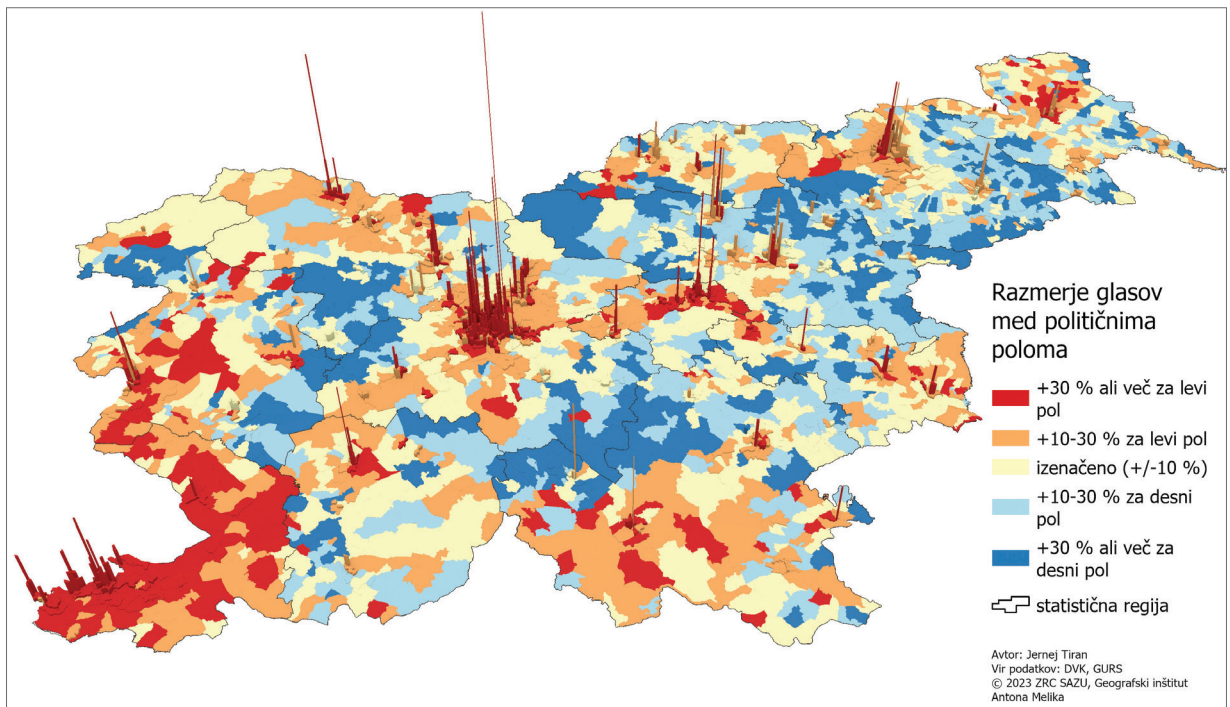 Razmerje glasov
med političnima
poloma
+30 % ali več za levi
pol
+10-30 % za levi pol
izenačeno (+/-10 %)
+10-30 % za desni
pol
+30 % ali več za
desni pol
statistična regija
Avtor: Jernej Tiran
Vir podatkov: DVK, GURS
© 2023 ZRC SAZU, Geografski inštitut
Antona Melika